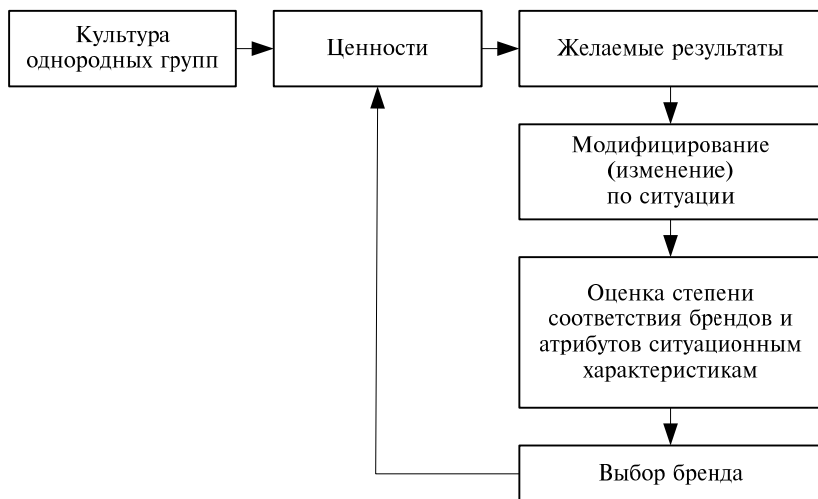 Культура
однородных групп
Ценности
Желаемые результаты
Модифицирование
(изменение)
по ситуации
Оценка степени
соответствия брендов и
атрибутов ситуационным
характеристикам
Выбор бренда